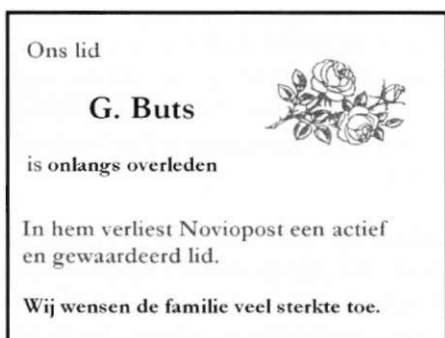 Ons lid
G. Buts
is onlangs overleden
In hem verliest Noviopost een actief
en gewaardeerd lid.
Wij wensen de familie veel sterkte toe.